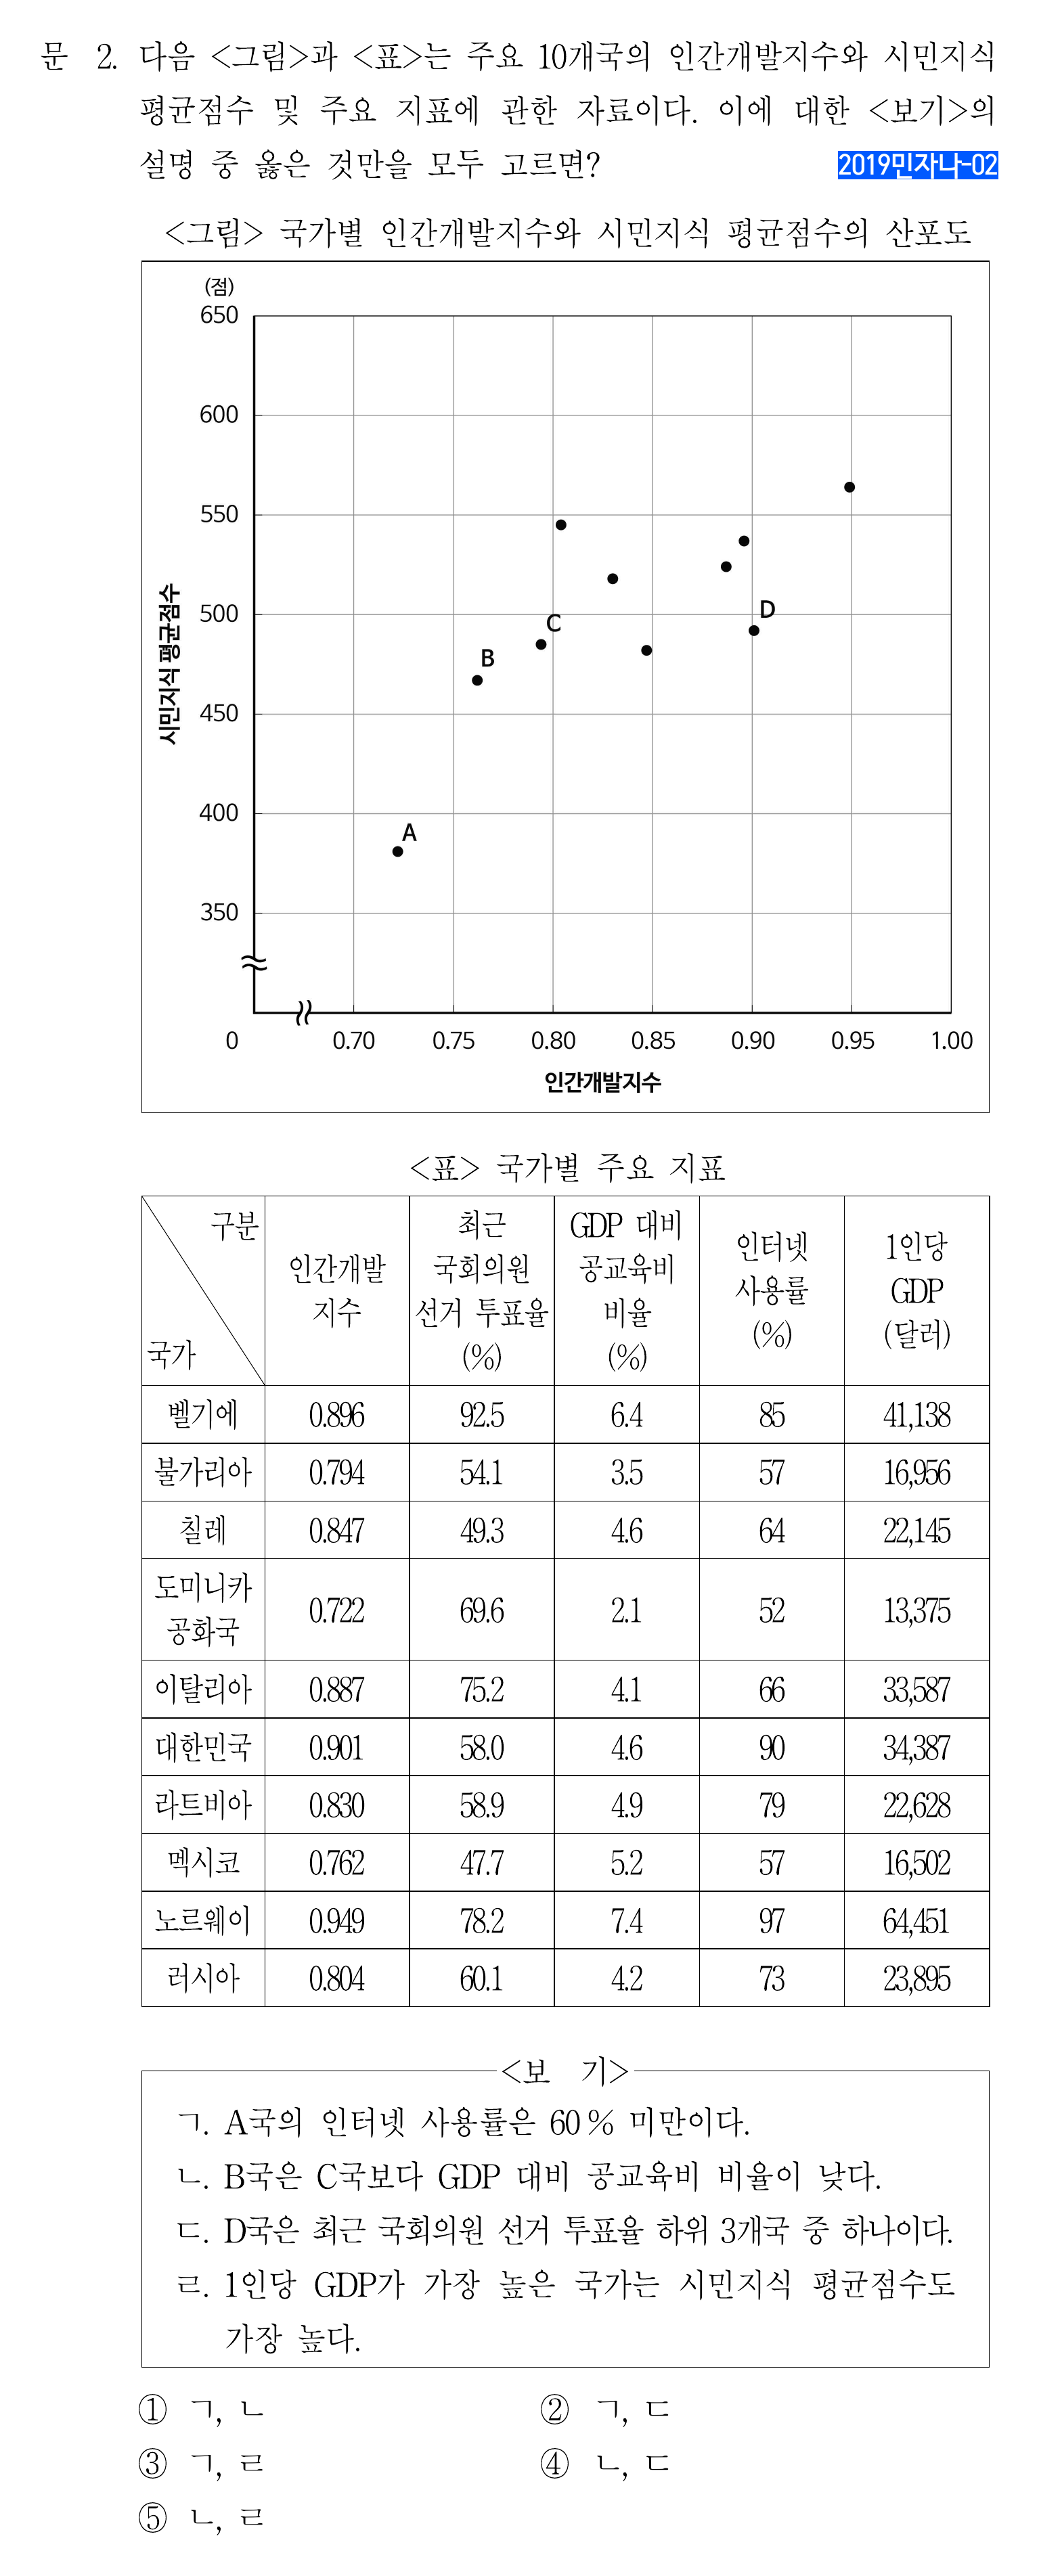 문 2. 다음 <그림>과 <표>는 주요 10개국의 인간개발지수와 시민지식
평균점수 및 주요 지표에 관한 자료이다. 이에 대한 <보기>의
설명 중 옳은 것만을 모두 고르면?
2019민자나-02
<그림> 국가별 인간개발지수와 시민지식 평균점수의 산포도
(점)
650
600
550
500
450
400
350
시민지식 평균점수
A
B
C
D
0 0.70 0.75 0.80 0.85 0.90 0.95 1.00
인간개발지수
<표> 국가별 주요 지표
구분
국가
인간개발
지수
최근
국회의원
선거 투표율
(%)
GDP 대비
공교육비
비율
(%)
인터넷
사용률
(%)
1인당
GDP
(달러)
벨기에 0.896 92.5 6.4 85 41,138
불가리아 0.794 54.1 3.5 57 16,956
칠레 0.847 49.3 4.6 64 22,145
도미니카
공화국 0.722 69.6 2.1 52 13,375
이탈리아 0.887 75.2 4.1 66 33,587
대한민국 0.901 58.0 4.6 90 34,387
라트비아 0.830 58.9 4.9 79 22,628
멕시코 0.762 47.7 5.2 57 16,502
노르웨이 0.949 78.2 7.4 97 64,451
러시아 0.804 60.1 4.2 73 23,895
<보 기>
ㄱ. A국의 인터넷 사용률은 60% 미만이다.
ㄴ. B국은 C국보다 GDP 대비 공교육비 비율이 낮다.
ㄷ. D국은 최근 국회의원 선거 투표율 하위 3개국 중 하나이다.
ㄹ. 1인당 GDP가 가장 높은 국가는 시민지식 평균점수도
가장 높다.
① ㄱ, ㄴ ② ㄱ, ㄷ
③ ㄱ, ㄹ ④ ㄴ, ㄷ
⑤ ㄴ, ㄹ